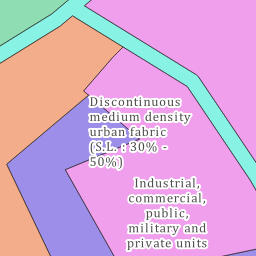 Discontinuous
medium density
urban fabric
(S.L. : 30% -
50%)
Industrial,
commercial,
public,
military and
private units